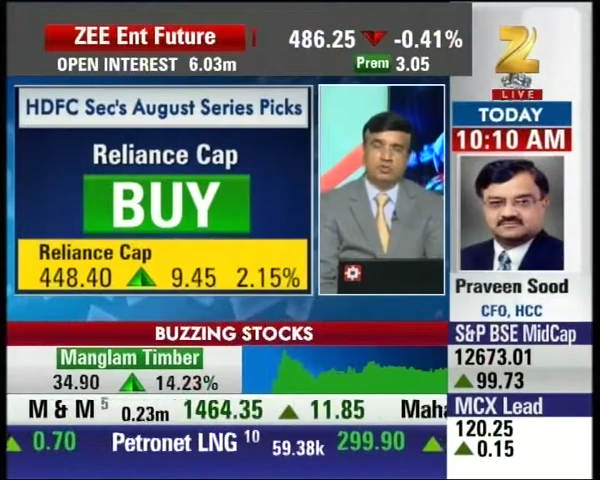 ZEE Ent Future
486.25 -0.41%
OPEN INTEREST 6.03m
Prem 3.05
Z
LIVE
TODAY
10:10 AM
HDFC Sec's August Series Picks
Reliance Cap
BUY
Reliance Cap
448.40 9.45 2.15%
Praveen Sood
CFO, HCC
BUZZING STOCKS
Manglam Timber
34.90 14.23%
S&P BSE MidCap
12673.01
99.73
M & M 5 0.23m 1464.35 11.85 Maha
MCX Lead
120.25
0.15
0.70 Petronet LNG 10 59.38k 299.90